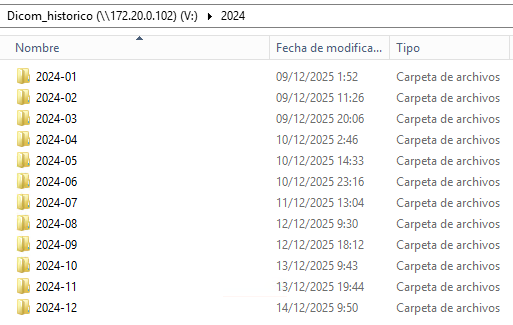 Dicom_historico (\\172.20.0.102) (V:) 2024
Nombre Fecha de modifica... Tipo
2024-01 09/12/2025 1:52 Carpeta de archivos
2024-02 09/12/2025 11:26 Carpeta de archivos
2024-03 09/12/2025 20:06 Carpeta de archivos
2024-04 10/12/2025 2:46 Carpeta de archivos
2024-05 10/12/2025 14:33 Carpeta de archivos
2024-06 10/12/2025 23:16 Carpeta de archivos
2024-07 11/12/2025 13:04 Carpeta de archivos
2024-08 12/12/2025 9:30 Carpeta de archivos
2024-09 12/12/2025 18:12 Carpeta de archivos
2024-10 13/12/2025 9:43 Carpeta de archivos
2024-11 13/12/2025 19:44 Carpeta de archivos
2024-12 14/12/2025 9:50 Carpeta de archivos